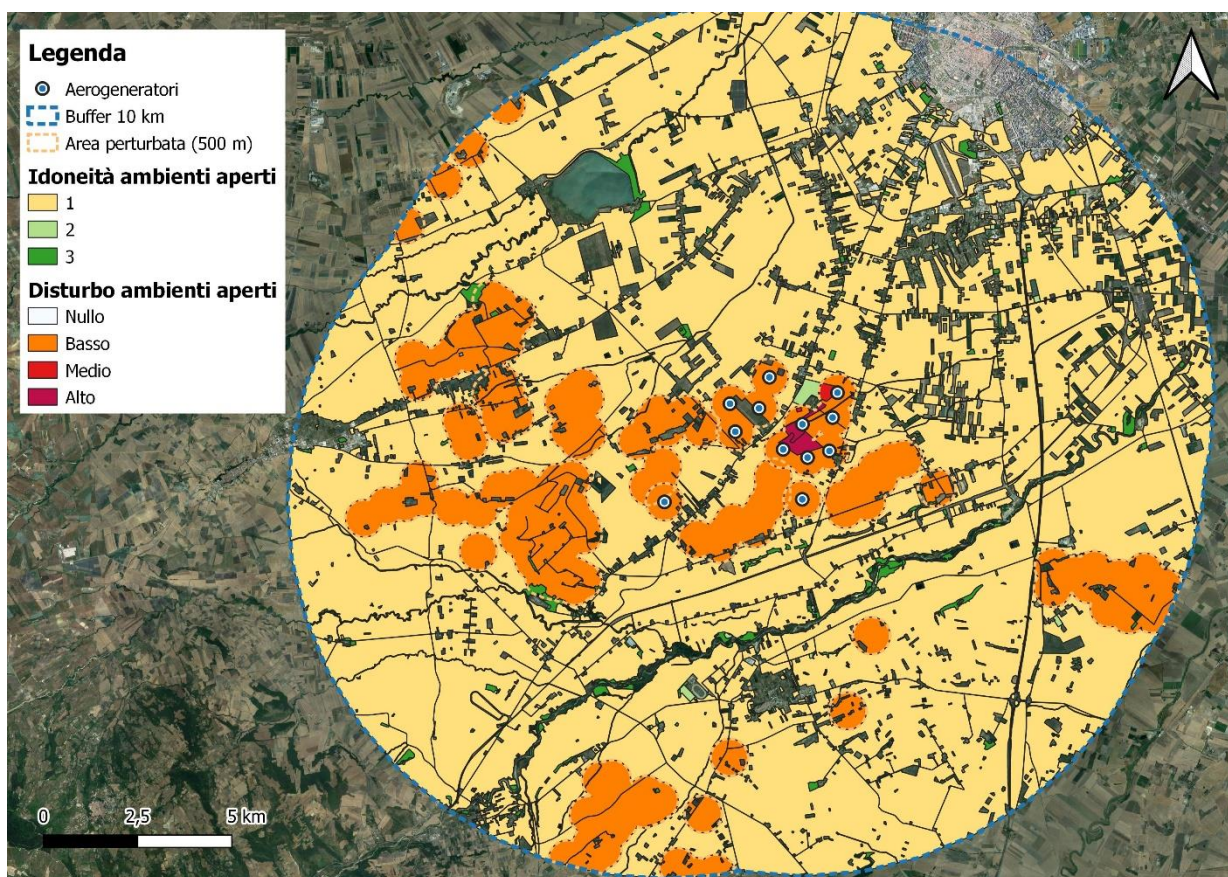 Legenda
Aerogeneratori
Buffer 10 km
Area perturbata (500 m)
Idoneità ambienti aperti
1
2
3
Disturbo ambienti aperti
Nullo
Basso
Medio
Alto
0 2,5 5 km